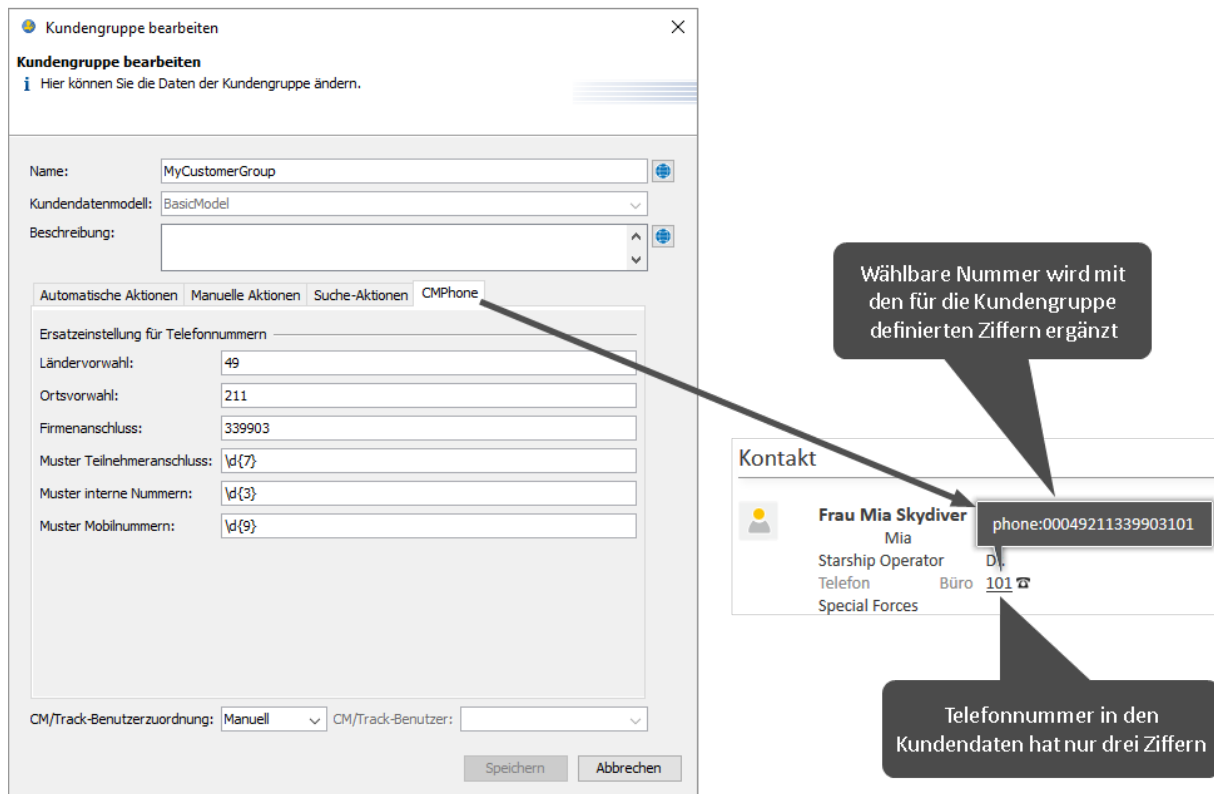 Kundengruppe bearbeiten
Kundengruppe bearbeiten
Hier können Sie die Daten der Kundengruppe ändern.
Name: MyCustomerGroup
Kundendatenmodell: BasicModel
Beschreibung:
Automatische Aktionen Manuelle Aktionen Suche-Aktionen CMPhone
Ersatzeinstellung für Telefonnummern
Ländervorwahl: 49
Ortsvorwahl: 211
Firmenanschluss: 339903
Muster Teilnehmeranschluss: \d{7}
Muster interne Nummern: \d{3}
Muster Mobilnummern: \d{9}
CM/Track-Benutzerzuordnung: Manuell CM/Track-Benutzer:
Speichern Abbrechen
Wählbare Nummer wird mit
den für die Kundengruppe
definierten Ziffern ergänzt
Kontakt
Frau Mia Skydiver
phone:00049211339903101
Mia
Starship Operator
Telefon Büro 101
Special Forces
Telefonnummer in den
Kundendaten hat nur drei Ziffern